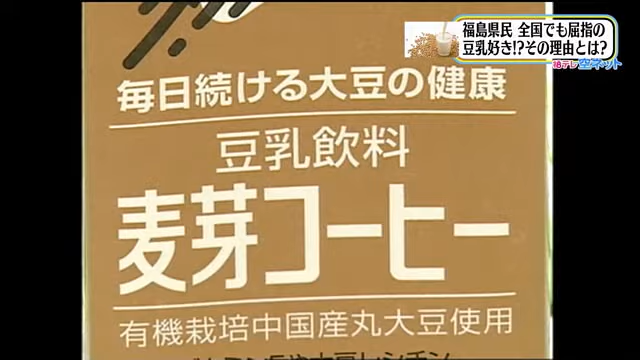 福島県民 全国でも屈指の
豆乳好き!?その理由とは?
毎日続ける大豆の健康
豆乳飲料
麦芽コーヒー
有機栽培中国産丸大豆使用